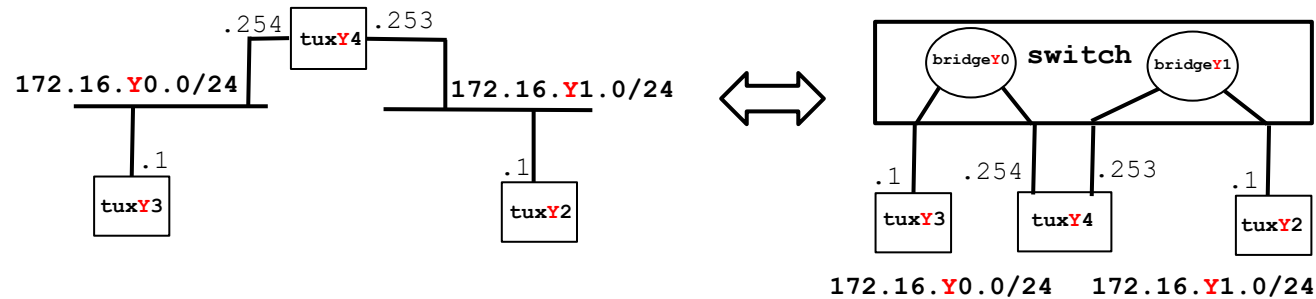 .254
tuxY4
.253
172.16.Y0.0/24
172.16.Y1.0/24
.1
tuxY3
.1
tuxY2
bridgeY0
switch
bridgeY1
.1
.254
.253
.1
tuxY3
tuxY4
tuxY2
172.16.Y0.0/24
172.16.Y1.0/24